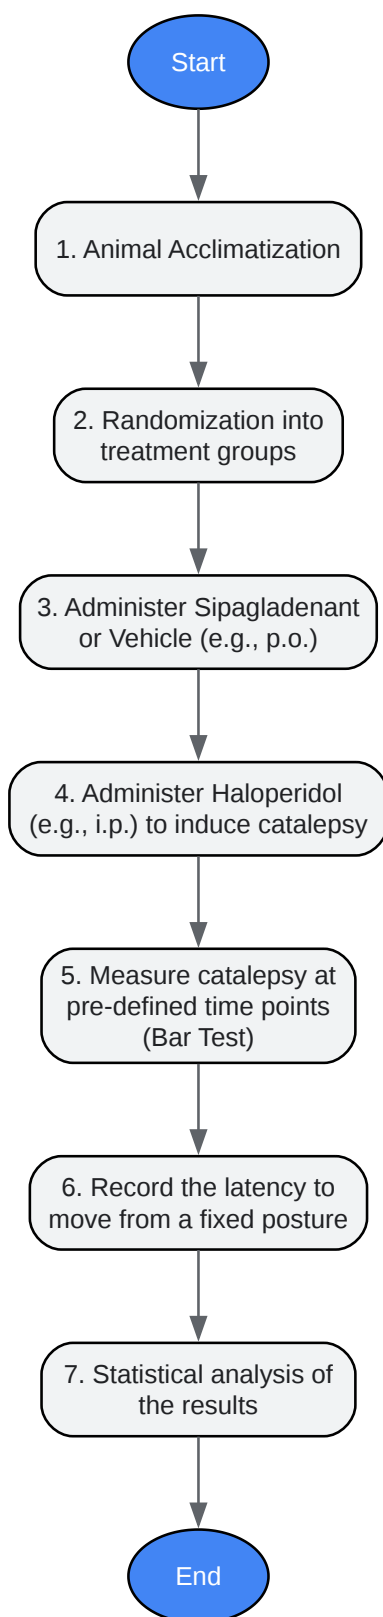 Start
1. Animal Acclimatization
2. Randomization into
treatment groups
3. Administer Sipagladenant
or Vehicle (e.g., p.o.)
4. Administer Haloperidol
(e.g., i.p.) to induce catalepsy
5. Measure catalepsy at
pre-defined time points
(Bar Test)
6. Record the latency to
move from a fixed posture
7. Statistical analysis of
the results
End